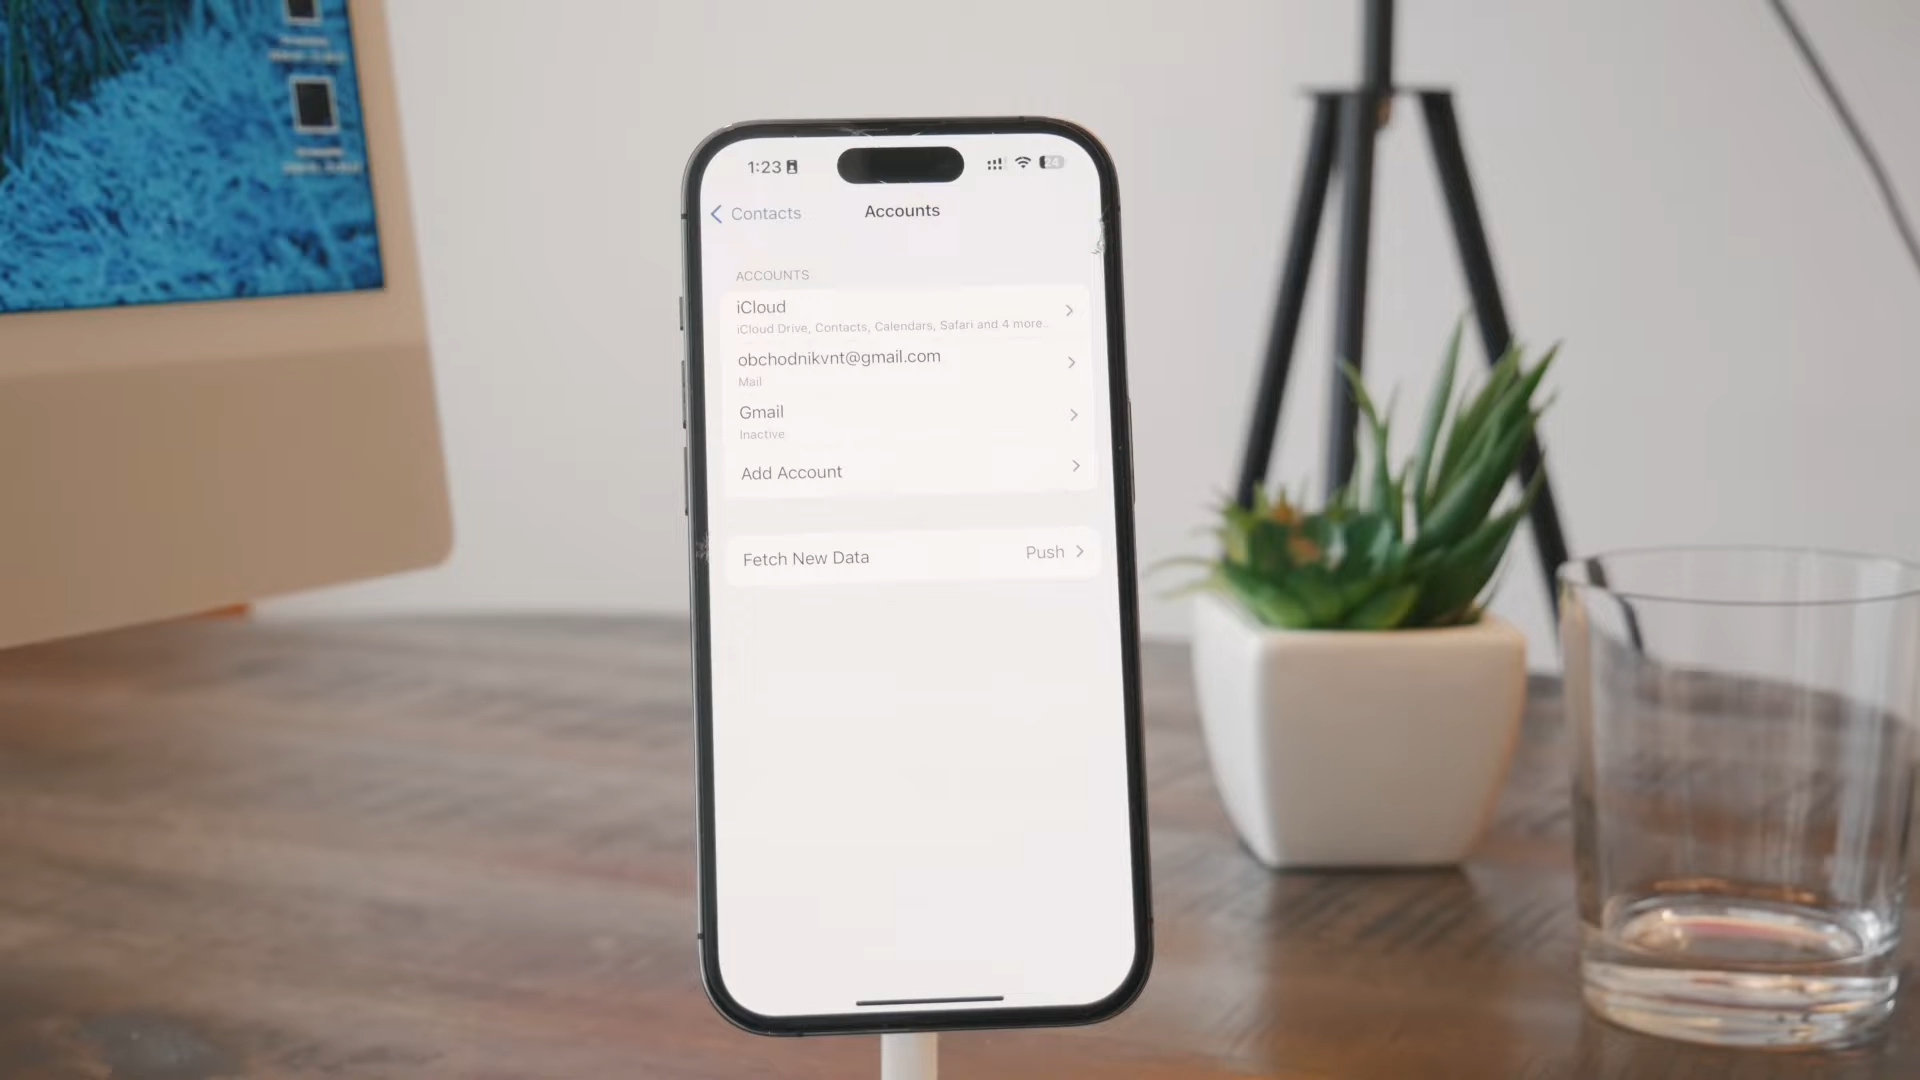 1:23
24
Contacts
Accounts
ACCOUNTS
iCloud
iCloud Drive, Contacts, Calendars, Safari and 4 more...
obchodnikvnt@gmail.com
Mail
Gmail
Inactive
Add Account
Fetch New Data Push